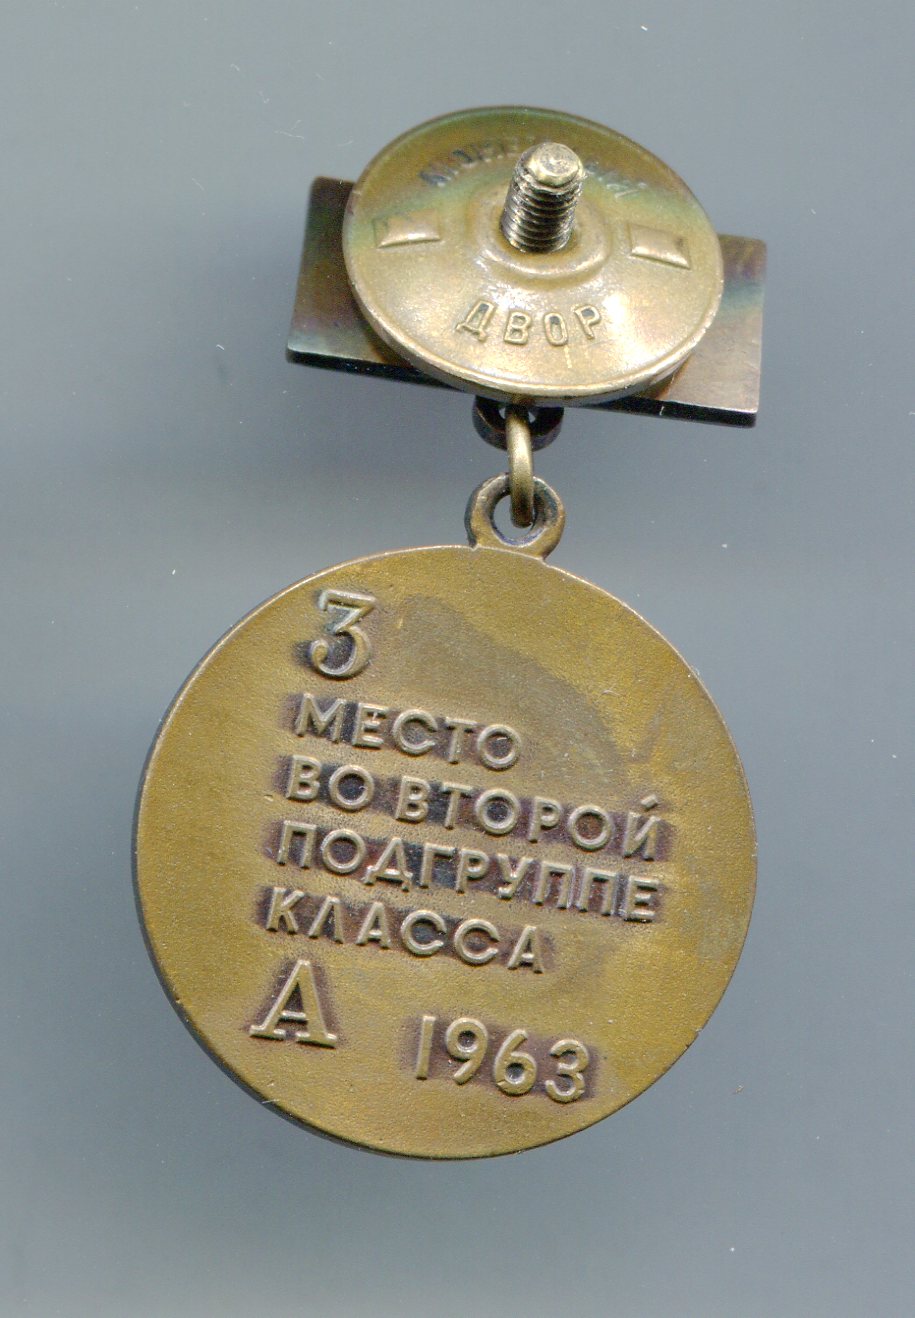 ДВОР
3
МЕСТО
ВО ВТОРОЙ
ПОДГРУППЕ
КЛАССА
А 1963